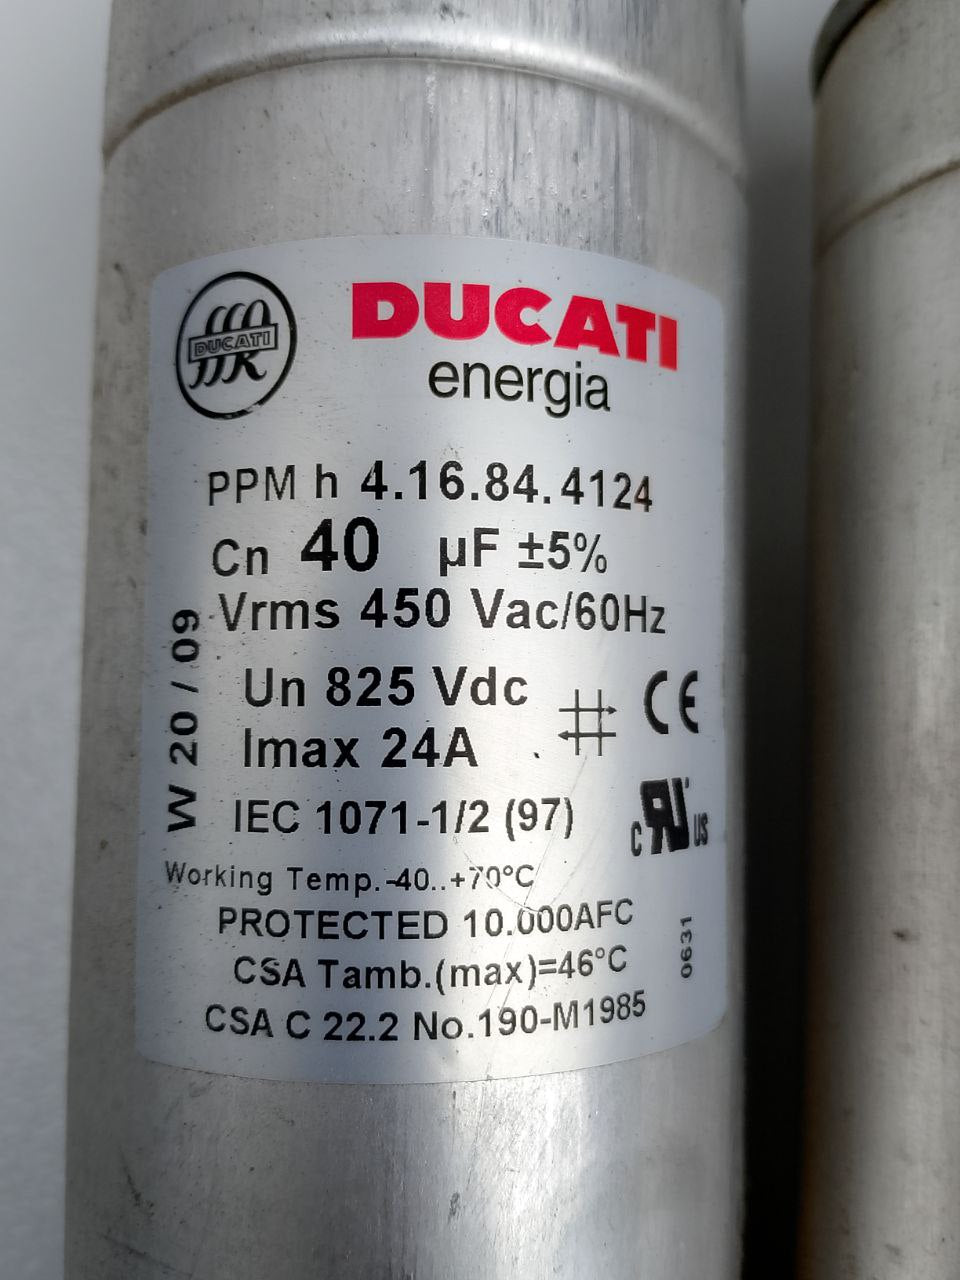 DUCATI
DUCATI
energia
PPM h 4.16.84.4124
Cn 40 µF ±5%
Vrms 450 Vac/60Hz
Un 825 Vdc
Imax 24A
CE
IEC 1071-1/2 (97)
c RU US
Working Temp.-40..+70°C
PROTECTED 10.000AFC
CSA Tamb.(max)=46°C
CSA C 22.2 No.190-M1985
W 20 / 09
0631